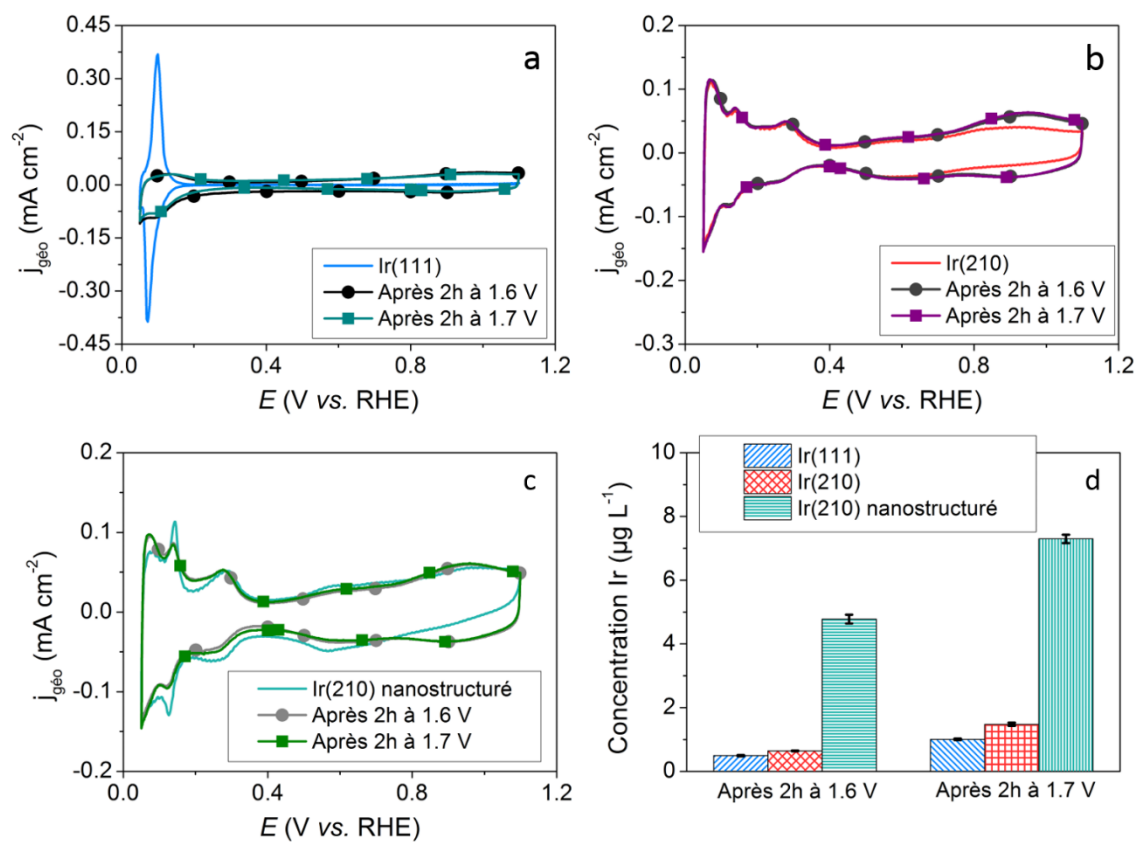 a
0.45
0.30
0.15
0.00
-0.15
-0.30
-0.45
j géo (mA cm-2)
Ir(111)
Après 2h à 1.6 V
Après 2h à 1.7 V
0.0 0.4 0.8 1.2
E (V vs. RHE)
b
0.2
0.1
0.0
-0.1
-0.2
-0.3
j géo (mA cm-2)
Ir(210)
Après 2h à 1.6 V
Après 2h à 1.7 V
0.0 0.4 0.8 1.2
E (V vs. RHE)
c
0.2
0.1
0.0
-0.1
-0.2
j géo (mA cm-2)
Ir(210) nanostructuré
Après 2h à 1.6 V
Après 2h à 1.7 V
0.0 0.4 0.8 1.2
E (V vs. RHE)
d
Ir(111)
Ir(210)
Ir(210) nanostructuré
10
8
6
4
2
0
Concentration Ir (µg L-1)
Après 2h à 1.6 V Après 2h à 1.7 V